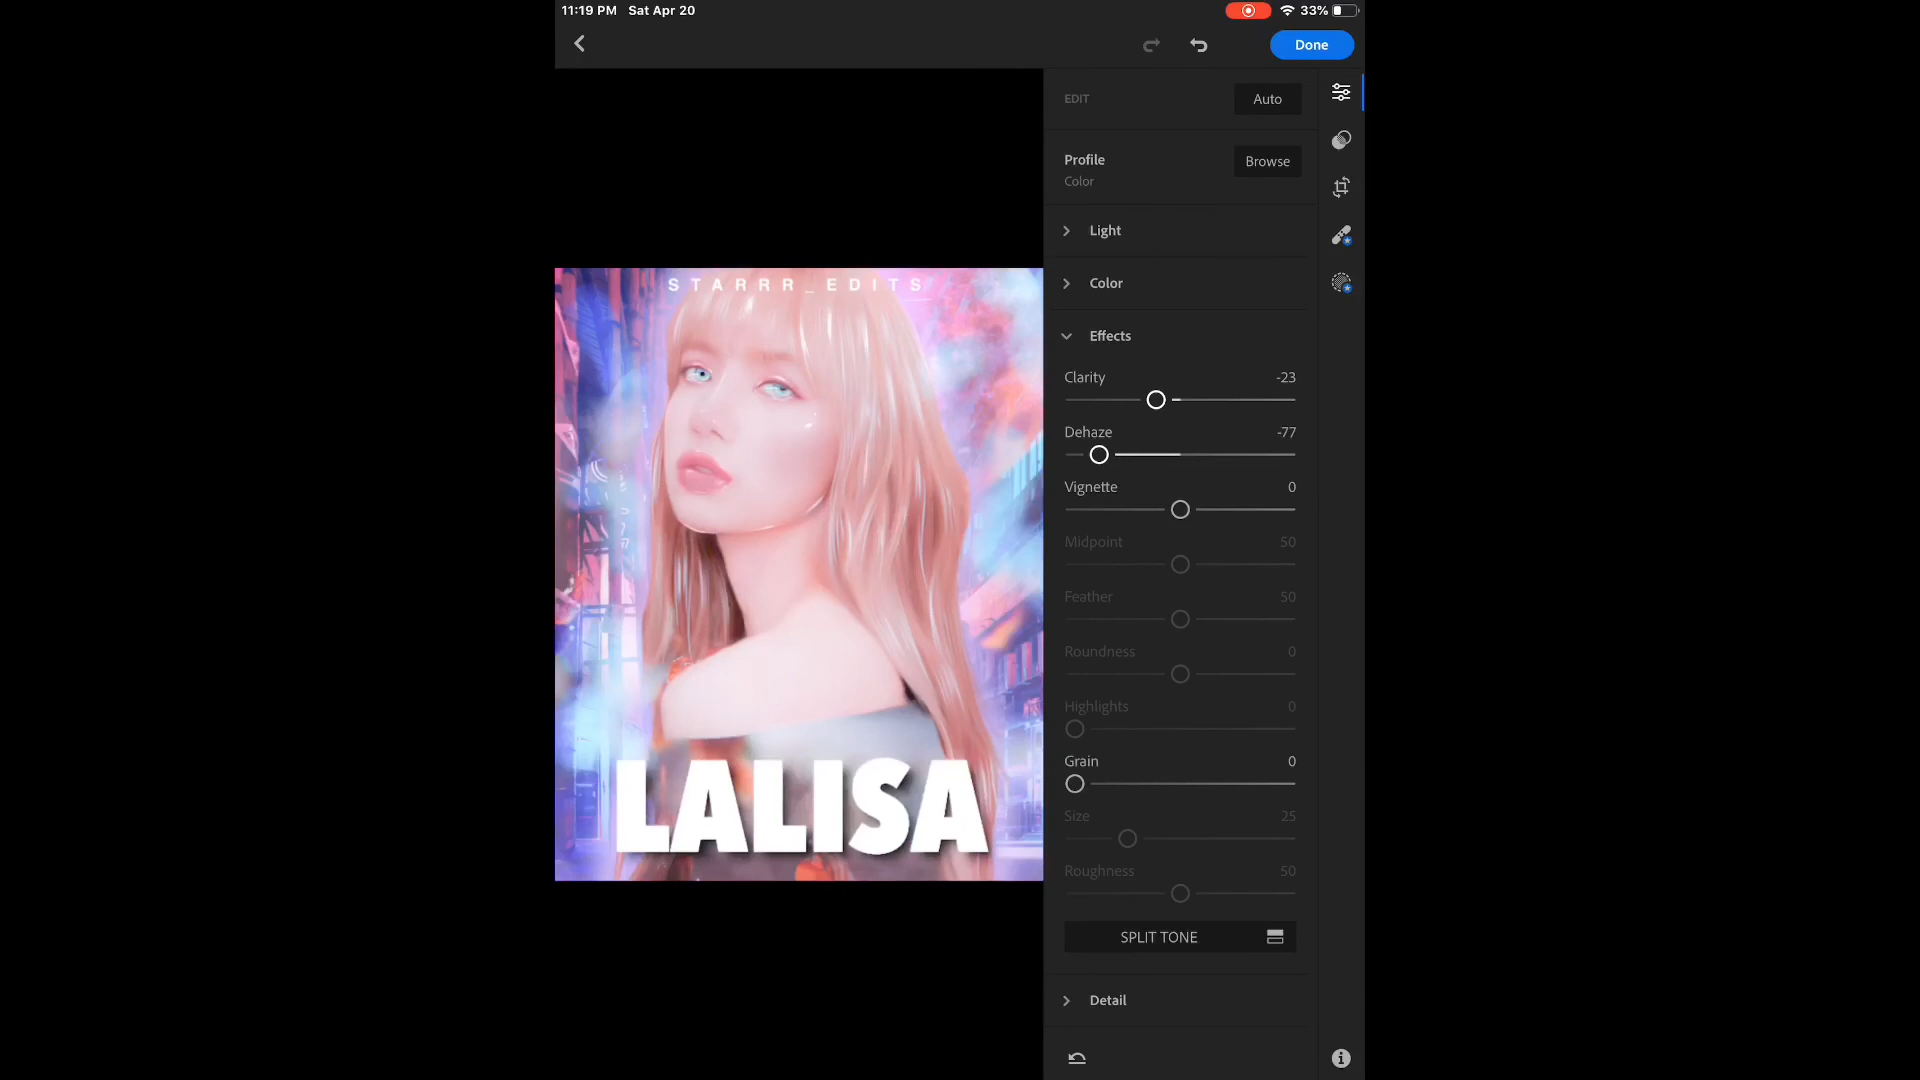 11:19 PM Sat Apr 20
33%
Done
EDIT
Auto
Profile
Color
Browse
Light
Color
Effects
Clarity -23
Dehaze -77
Vignette 0
Midpoint 50
Feather 50
Roundness 0
Highlights 0
Grain 0
Size 25
Roughness 50
SPLIT TONE
Detail
STARRR_EDITS
LALISA